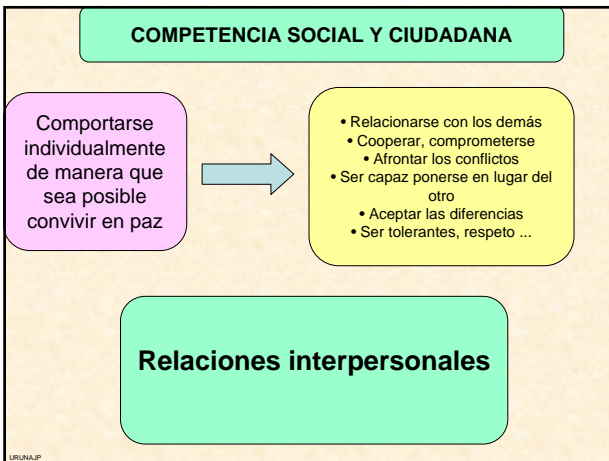 COMPETENCIA SOCIAL Y CIUDADANA
Comportarse
individualmente
de manera que
sea posible
convivir en paz
• Relacionarse con los demás
• Cooperar, comprometerse
• Afrontar los conflictos
• Ser capaz ponerse en lugar del
otro
• Aceptar las diferencias
• Ser tolerantes, respeto ...
Relaciones interpersonales
URUNAJP